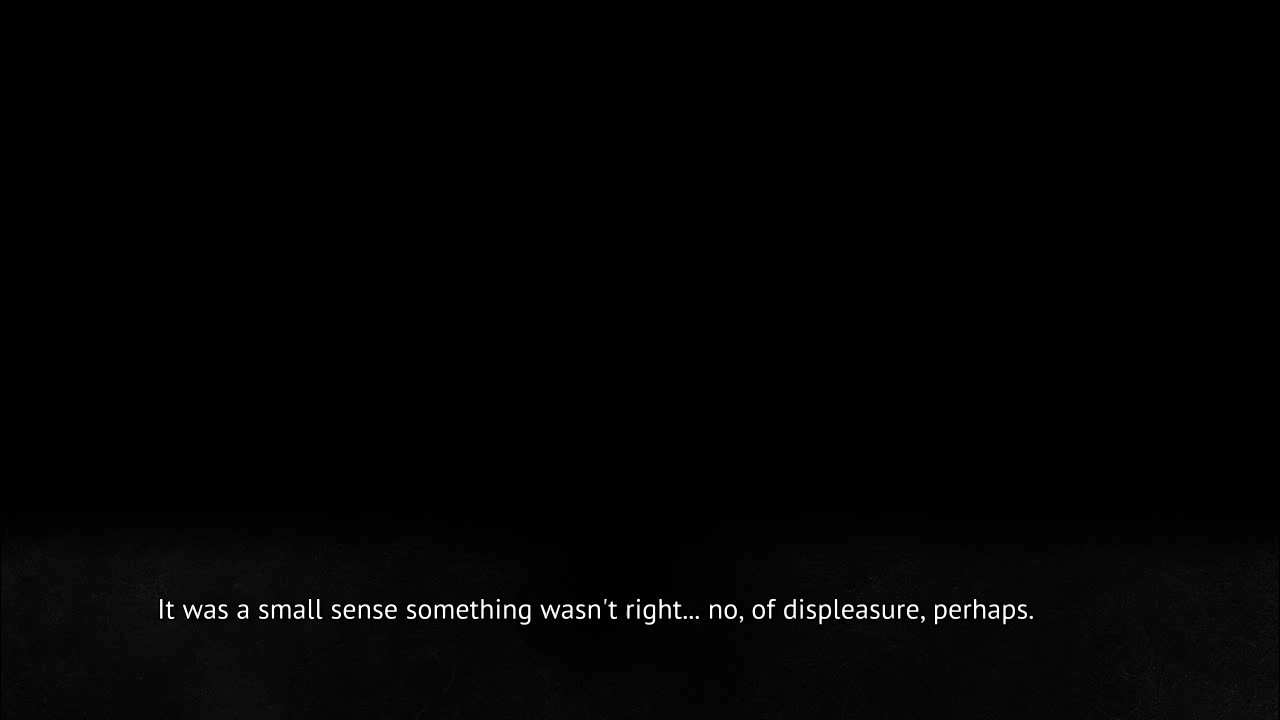 It was a small sense something wasn't right... no, of displeasure, perhaps.